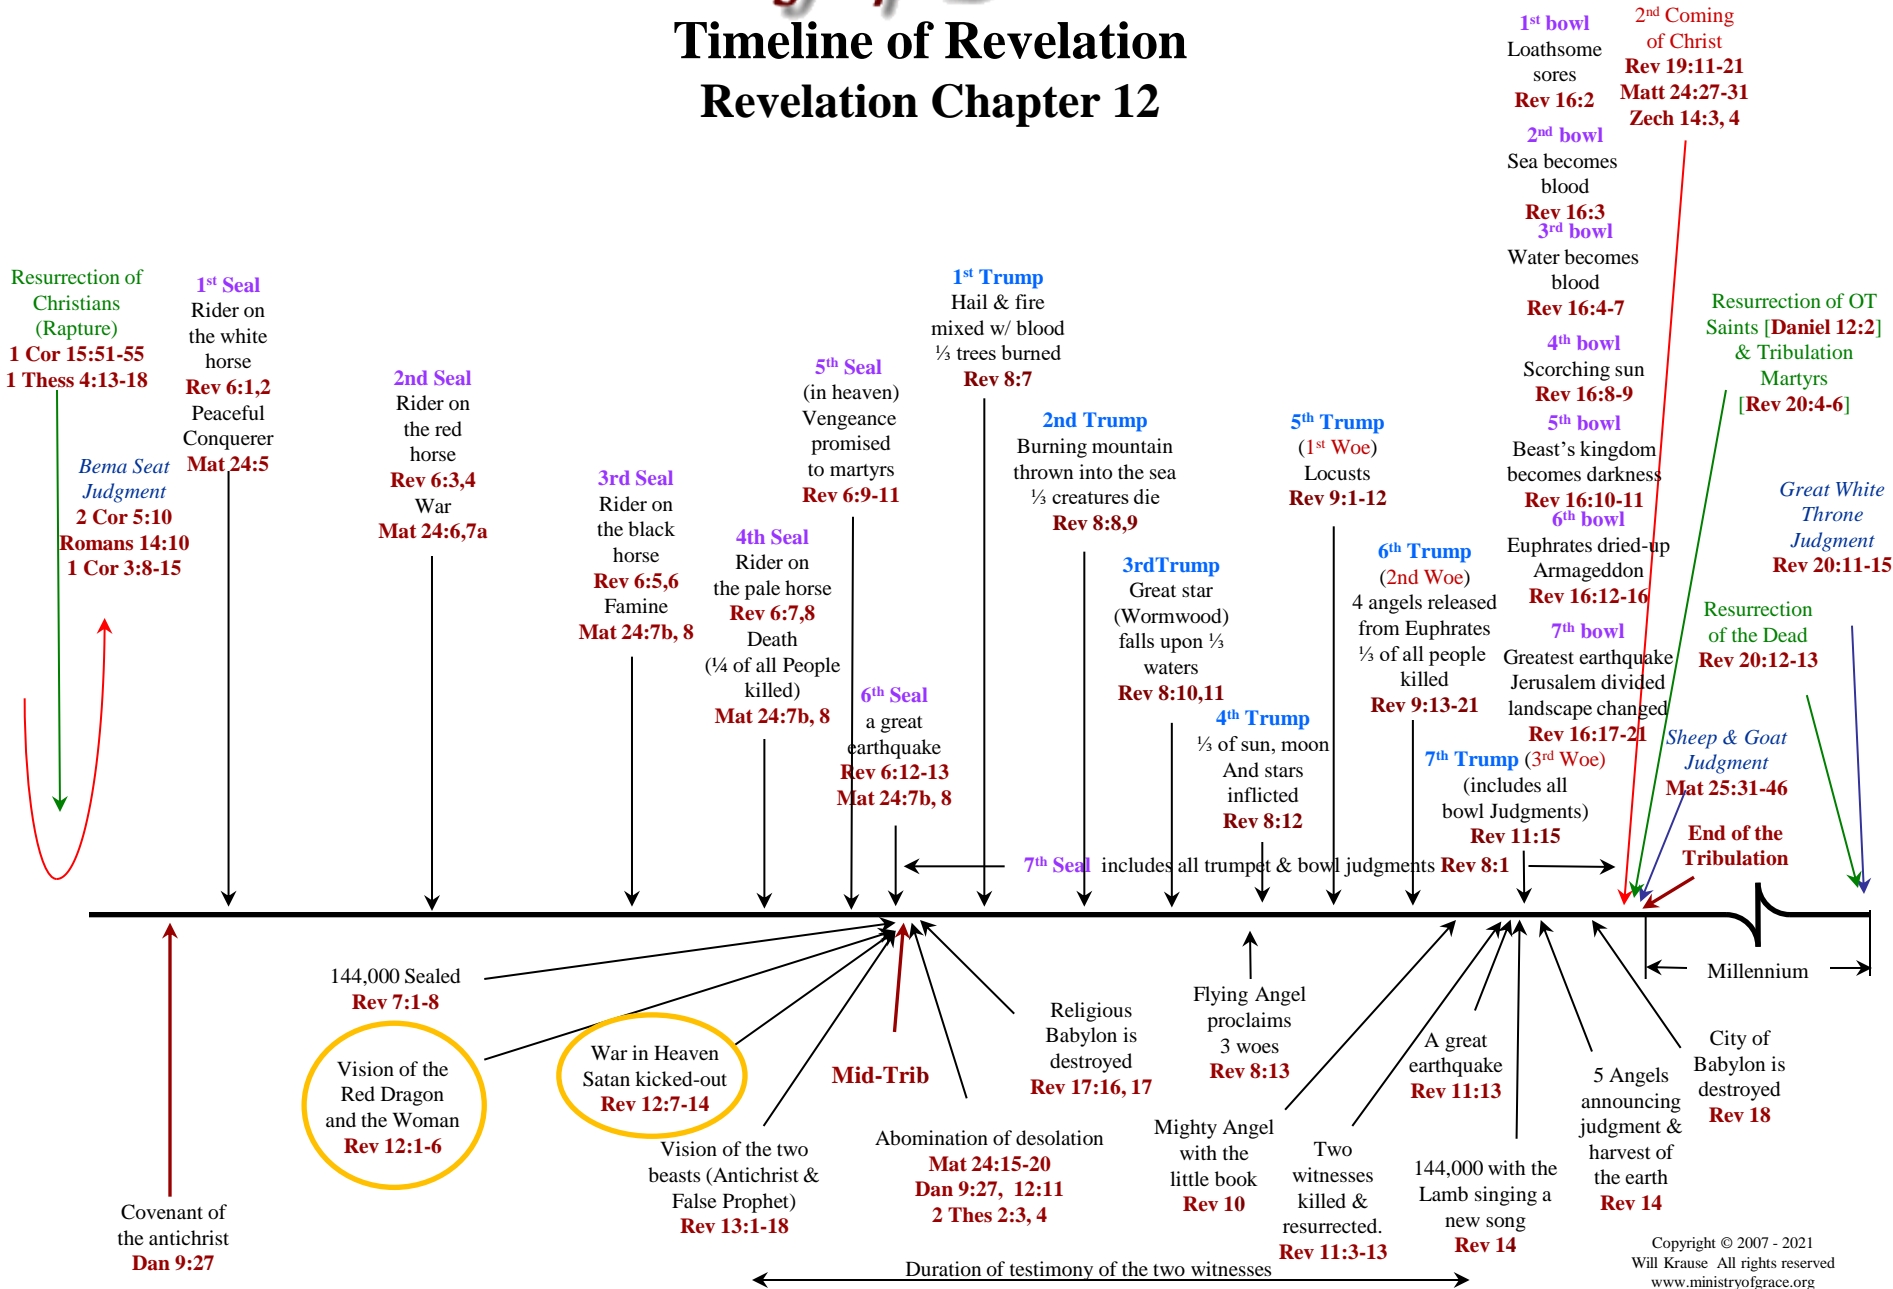 Timeline of Revelation
Revelation Chapter 12
1st bowl
Loathsome
sores
Rev 16:2
2nd Coming
of Christ
Rev 19:11-21
Matt 24:27-31
Zech 14:3, 4
2nd bowl
Sea becomes
blood
Rev 16:3
3rd bowl
Water becomes
blood
Rev 16:4-7
4th bowl
Scorching sun
Rev 16:8-9
5th bowl
Beast's kingdom
becomes darkness
Rev 16:10-11
6th bowl
Euphrates dried-up
Armageddon
Rev 16:12-16
7th bowl
Greatest earthquake
Jerusalem divided
landscape changed
Rev 16:17-21
Resurrection of
Christians
(Rapture)
1 Cor 15:51-55
1 Thess 4:13-18
Bema Seat
Judgment
2 Cor 5:10
Romans 14:10
1 Cor 3:8-15
1st Seal
Rider on
the white
horse
Rev 6:1,2
Peaceful
Conquerer
Mat 24:5
2nd Seal
Rider on
the red
horse
Rev 6:3,4
War
Mat 24:6,7a
3rd Seal
Rider on
the black
horse
Rev 6:5,6
Famine
Mat 24:7b, 8
4th Seal
Rider on
the pale horse
Rev 6:7,8
Death
(¼ of all People
killed)
Mat 24:7b, 8
5th Seal
(in heaven)
Vengeance
promised
to martyrs
Rev 6:9-11
6th Seal
a great
earthquake
Rev 6:12-13
Mat 24:7b, 8
1st Trump
Hail & fire
mixed w/ blood
⅓ trees burned
Rev 8:7
2nd Trump
Burning mountain
thrown into the sea
⅓ creatures die
Rev 8:8,9
3rdTrump
Great star
(Wormwood)
falls upon ⅓
waters
Rev 8:10,11
4th Trump
⅓ of sun, moon
And stars
inflicted
Rev 8:12
5th Trump
(1st Woe)
Locusts
Rev 9:1-12
6th Trump
(2nd Woe)
4 angels released
from Euphrates
⅓ of all people
killed
Rev 9:13-21
7th Trump (3rd Woe)
(includes all
bowl Judgments)
Rev 11:15
7th Seal includes all trumpet & bowl judgments Rev 8:1
Resurrection of OT
Saints [Daniel 12:2]
& Tribulation
Martyrs
[Rev 20:4-6]
Great White
Throne
Judgment
Rev 20:11-15
Resurrection
of the Dead
Rev 20:12-13
Sheep & Goat
Judgment
Mat 25:31-46
End of the
Tribulation
Millennium
Covenant of
the antichrist
Dan 9:27
144,000 Sealed
Rev 7:1-8
Vision of the
Red Dragon
and the Woman
Rev 12:1-6
War in Heaven
Satan kicked-out
Rev 12:7-14
Vision of the two
beasts (Antichrist &
False Prophet)
Rev 13:1-18
Mid-Trib
Abomination of desolation
Mat 24:15-20
Dan 9:27, 12:11
2 Thes 2:3, 4
Religious
Babylon is
destroyed
Rev 17:16, 17
Flying Angel
proclaims
3 woes
Rev 8:13
Mighty Angel
with the
little book
Rev 10
Two
witnesses
killed &
resurrected.
Rev 11:3-13
A great
earthquake
Rev 11:13
144,000 with the
Lamb singing a
new song
Rev 14
5 Angels
announcing
judgment &
harvest of
the earth
Rev 14
City of
Babylon is
destroyed
Rev 18
Duration of testimony of the two witnesses
Copyright © 2007 - 2021
Will Krause All rights reserved
www.ministryofgrace.org